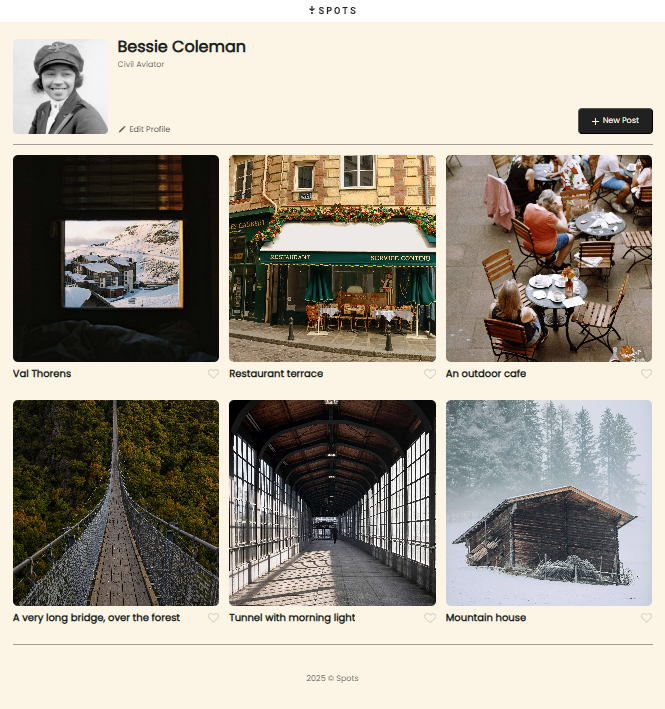 SPOTS
Bessie Coleman
Civil Aviator
Edit Profile
+ New Post
RESTAURANT
SERVICE CONTINU
Val Thorens
Restaurant terrace
An outdoor cafe
A very long bridge, over the forest
Tunnel with morning light
Mountain house
2025 © Spots